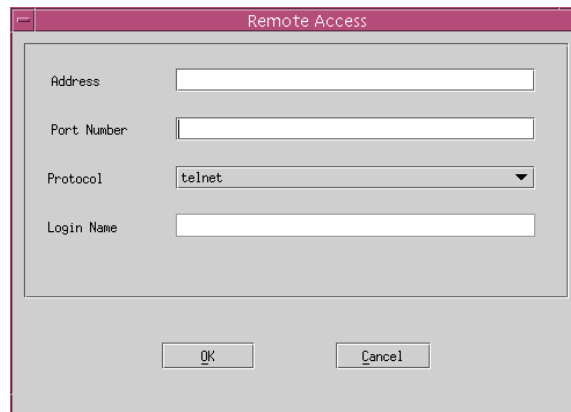 Remote Access
Address
Port Number
Protocol
telnet
Login Name
OK
Cancel